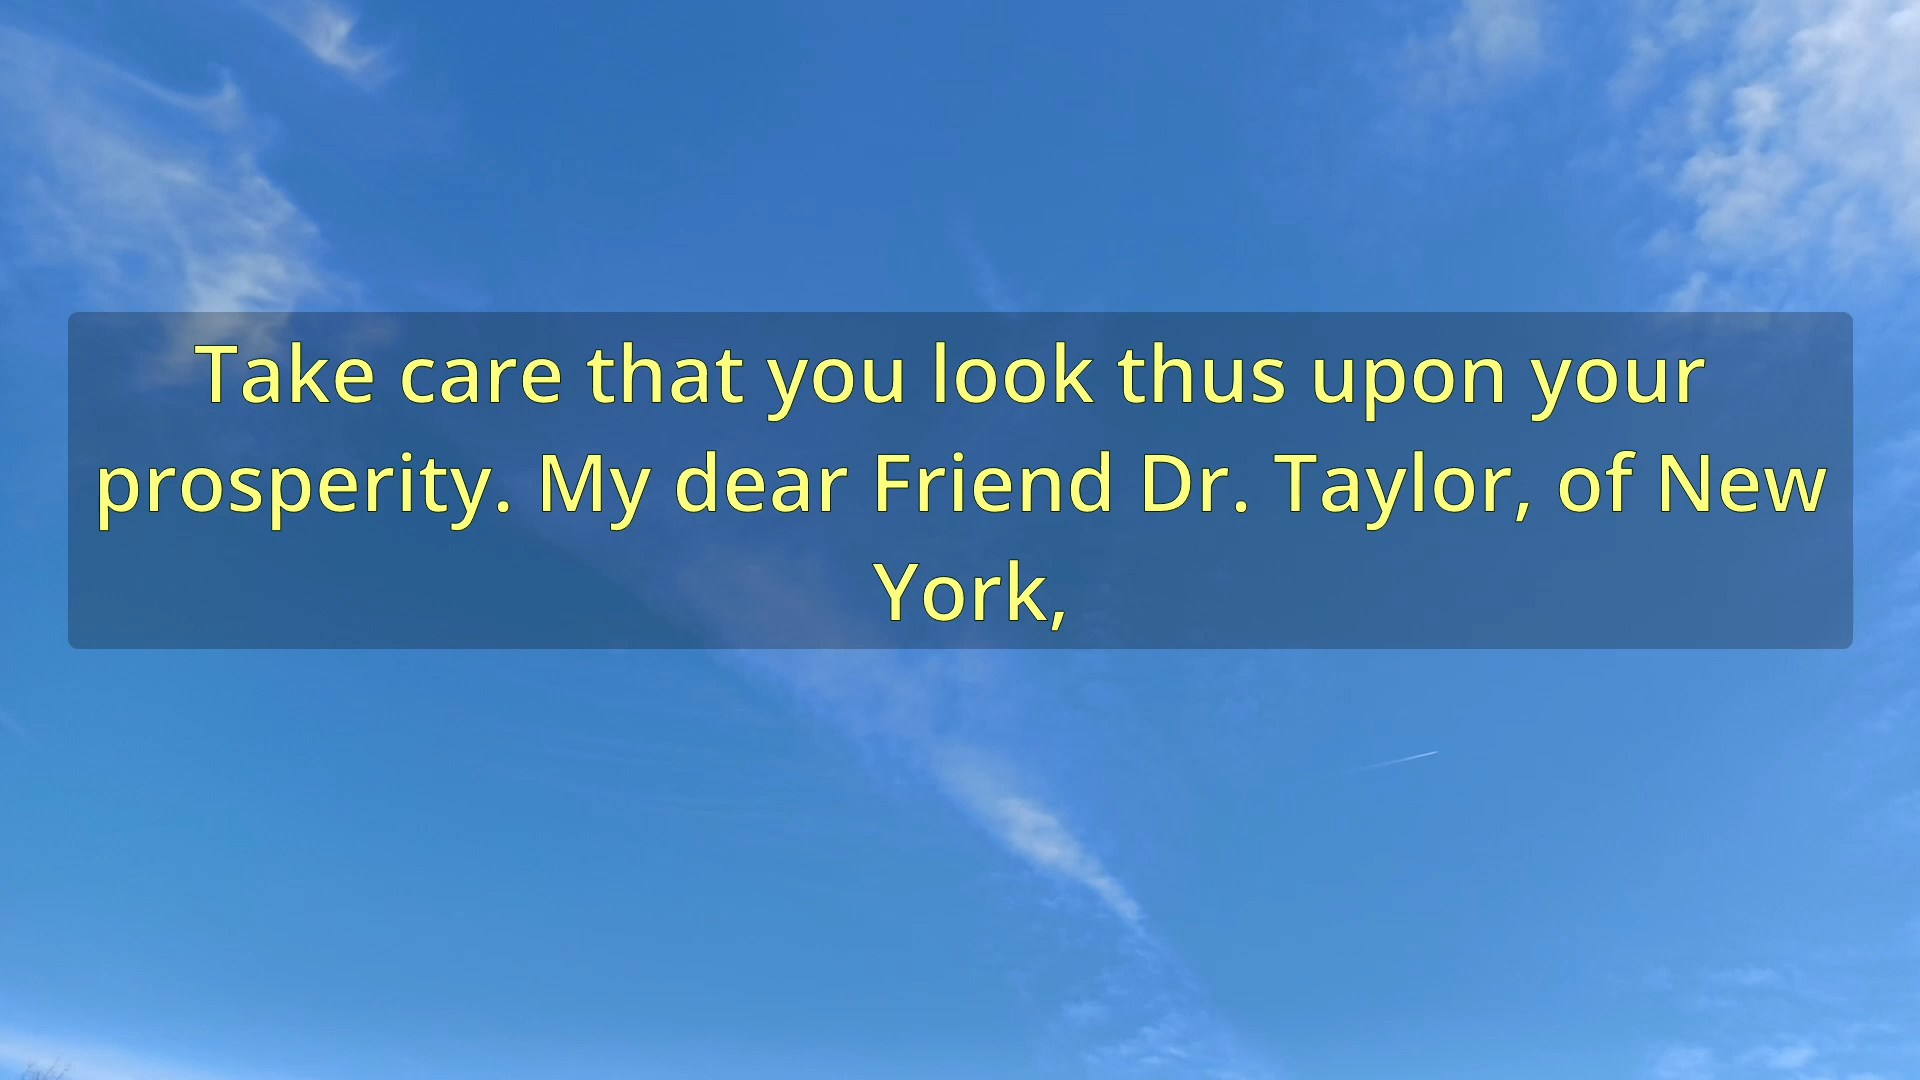 Take care that you look thus upon your
prosperity. My dear Friend Dr. Taylor, of New
York,